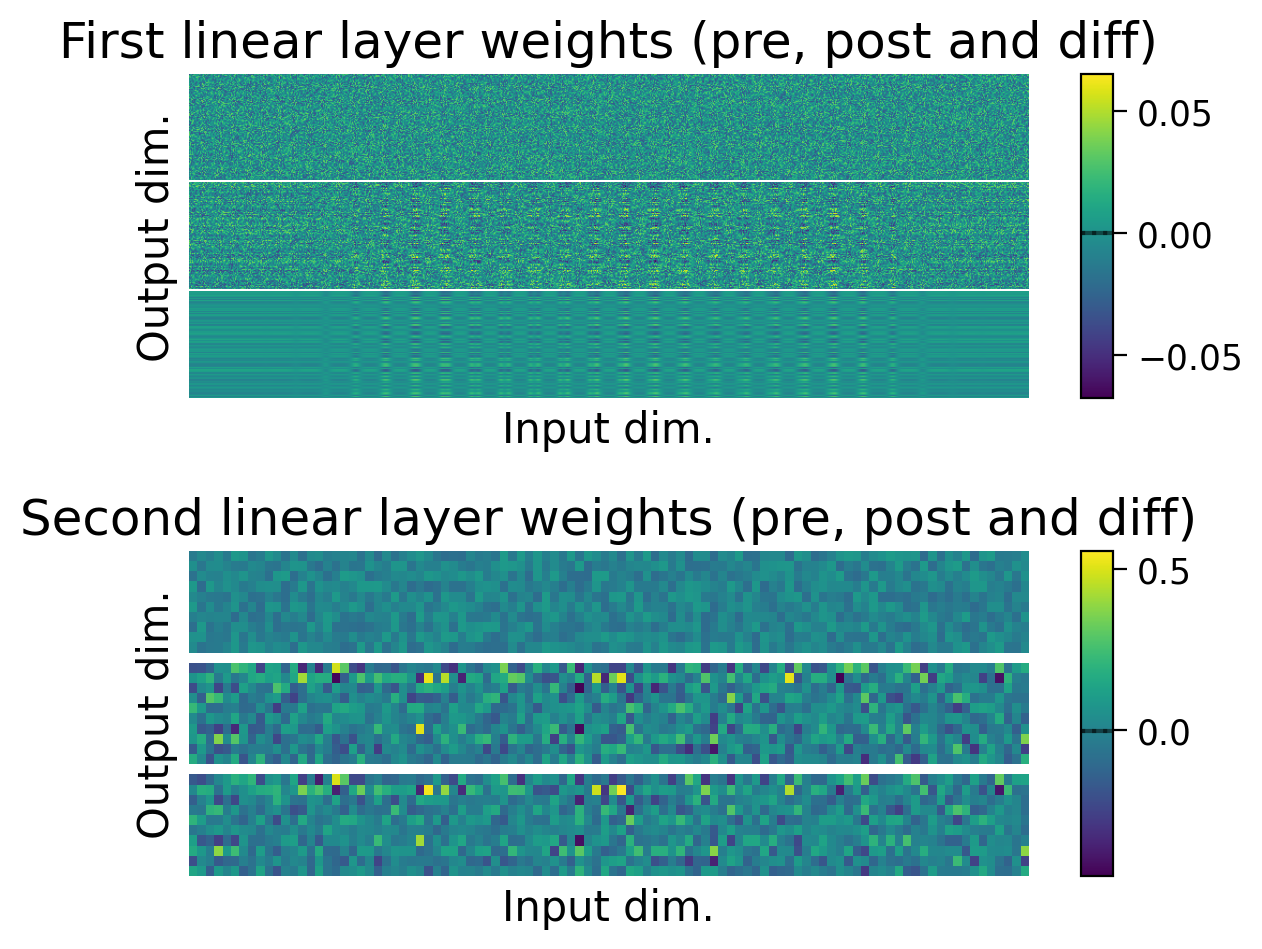 First linear layer weights (pre, post and diff)
Output dim.
0.05
0.00
−0.05
Input dim.
Second linear layer weights (pre, post and diff)
Output dim.
0.5
0.0
Input dim.